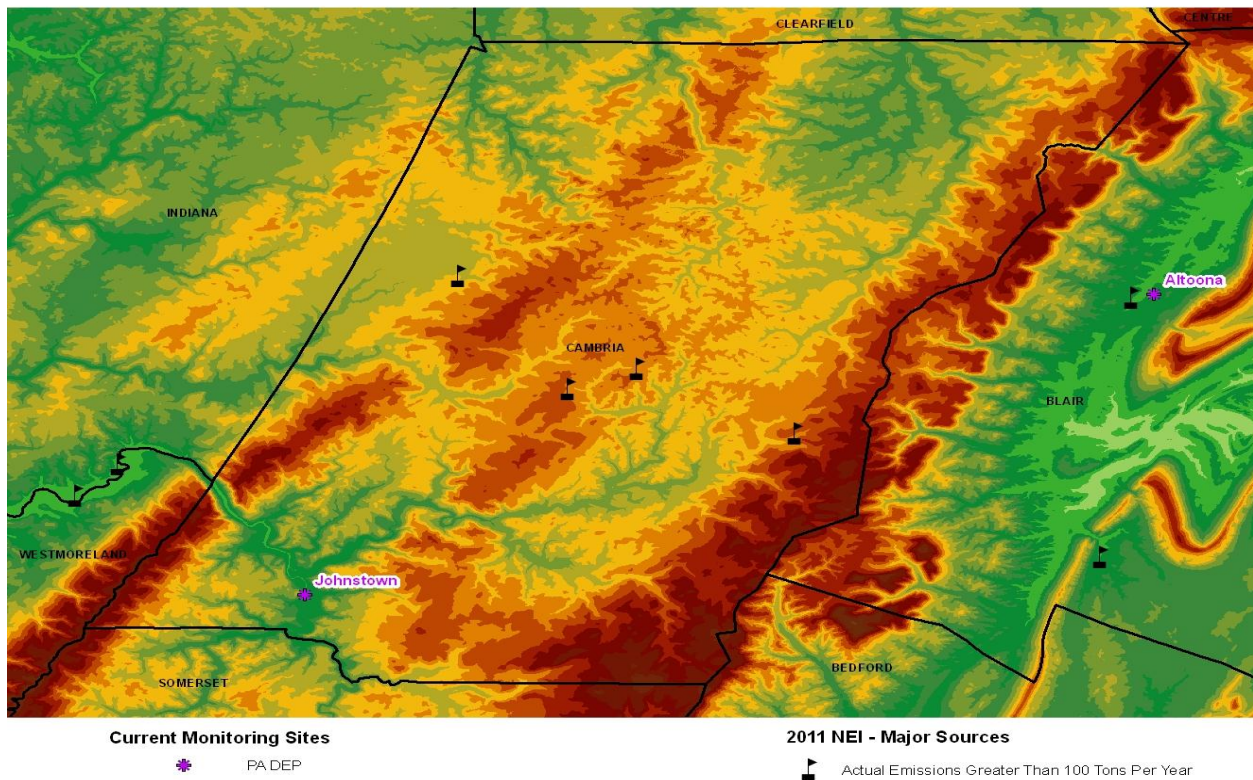 CLEARFIELD
CENTRE
INDIANA
Altoona
CAMBRIA
BLAIR
WESTMORELAND
Johnstown
SOMERSET
BEDFORD
Current Monitoring Sites
PA DEP
2011 NEI - Major Sources
Actual Emissions Greater Than 100 Tons Per Year